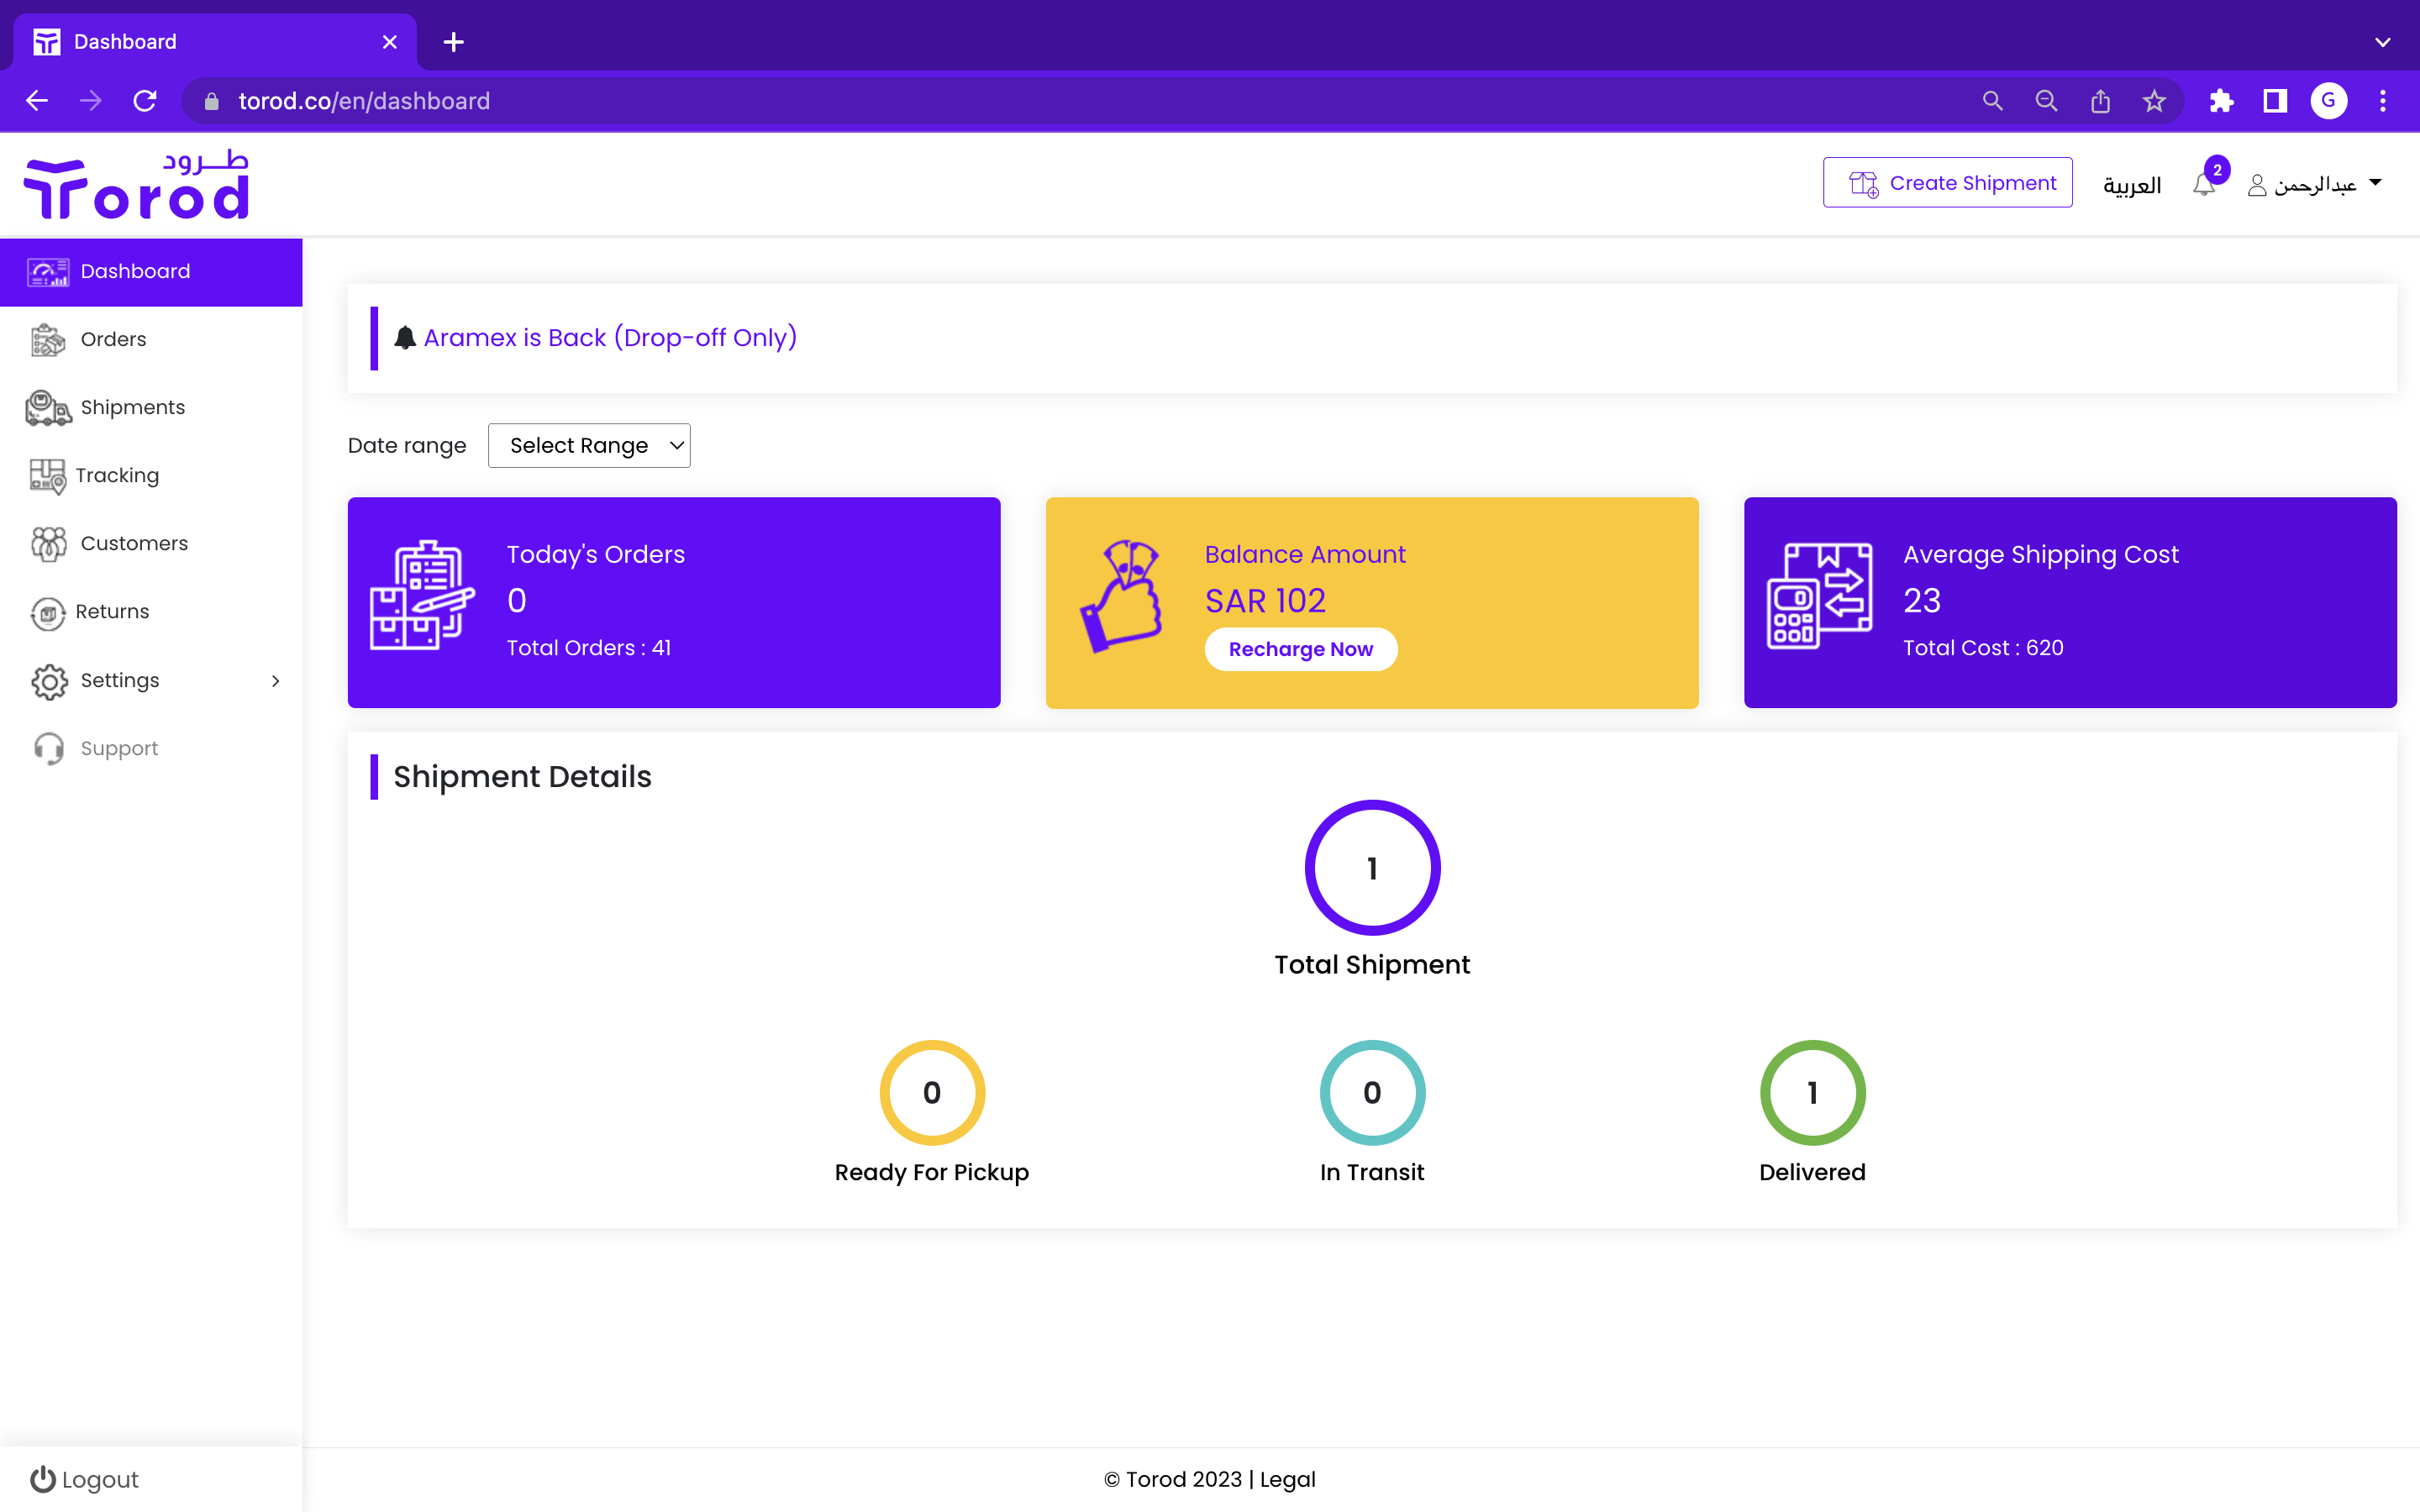 Dashboard
torod.co/en/dashboard
G
طرود
Torod
Create Shipment
العربية
2
عبدالرحمن
Dashboard
Orders
Shipments
Tracking
Customers
Returns
Settings
Support
Logout
Aramex is Back (Drop-off Only)
Date range
Select Range
Today's Orders
0
Total Orders : 41
Balance Amount
SAR 102
Recharge Now
Average Shipping Cost
23
Total Cost : 620
Shipment Details
1
Total Shipment
0
Ready For Pickup
0
In Transit
1
Delivered
© Torod 2023 | Legal